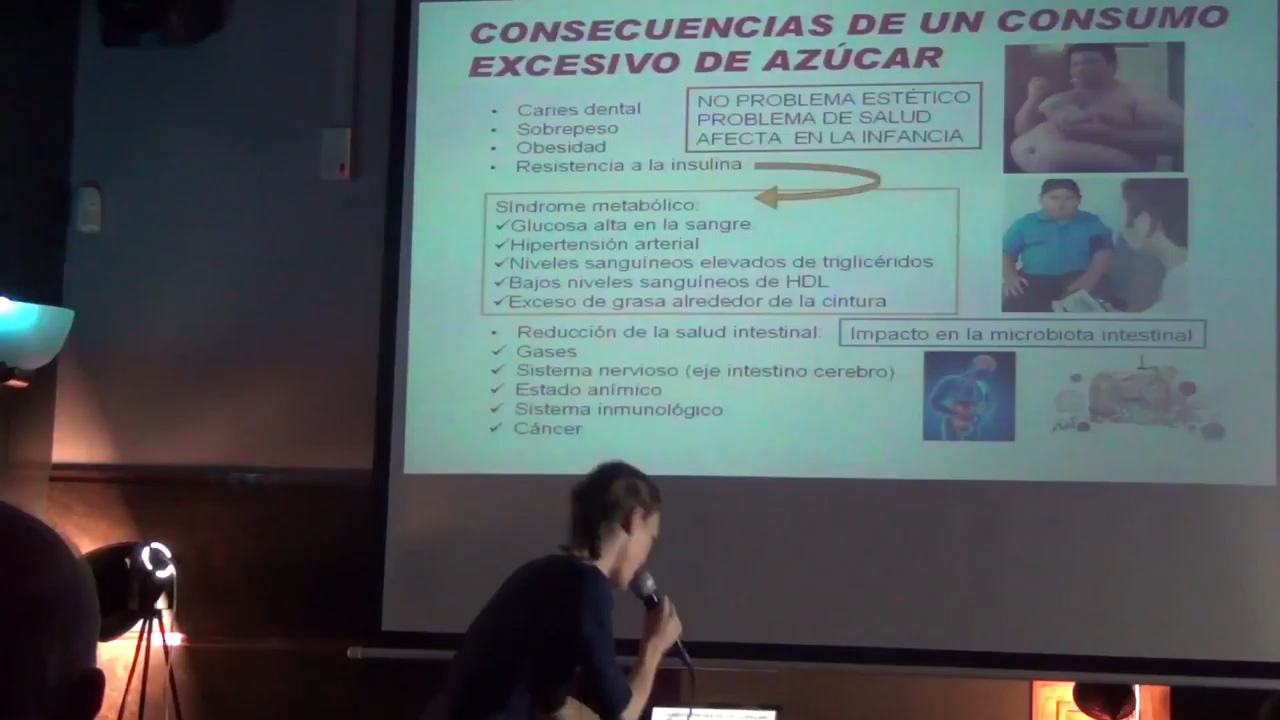 CONSECUENCIAS DE UN CONSUMO
EXCESIVO DE AZÚCAR
• Caries dental
• Sobrepeso
• Obesidad
• Resistencia a la insulina
NO PROBLEMA ESTÉTICO
PROBLEMA DE SALUD
AFECTA EN LA INFANCIA
Síndrome metabólico:
✓Glucosa alta en la sangre
✓Hipertensión arterial
✓Niveles sanguíneos elevados de triglicéridos
✓Bajos niveles sanguíneos de HDL
✓Exceso de grasa alrededor de la cintura
• Reducción de la salud intestinal:
Impacto en la microbiota intestinal
✓ Gases
✓ Sistema nervioso (eje intestino cerebro)
✓ Estado anímico
✓ Sistema inmunológico
✓ Cáncer